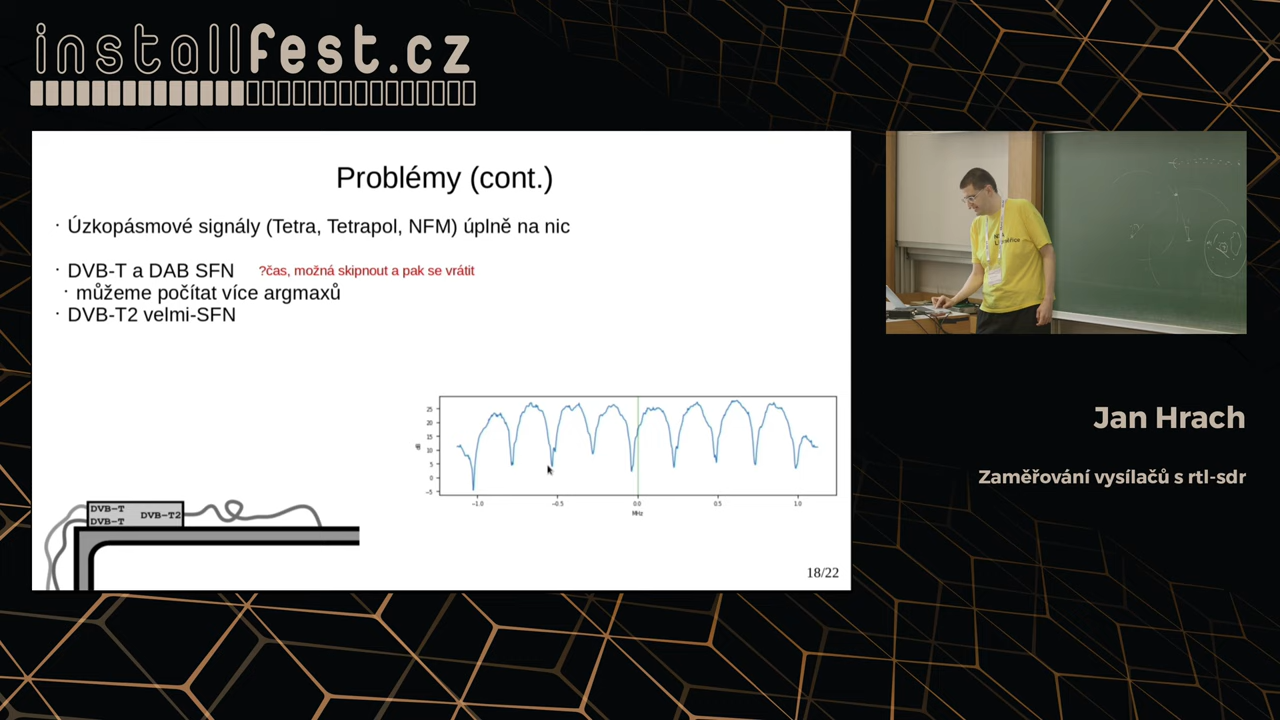 installfest.cz
Problémy (cont.)
· Úzkopásmové signály (Tetra, Tetrapol, NFM) úplně na nic
· DVB-T a DAB SFN ?čas, možná skipnout a pak se vrátit
· můžeme počítat více argmaxů
· DVB-T2 velmi-SFN
25
20
15
10
5
0
−5
dB
−1.0 −0.5 0.0 0.5 1.0
MHz
DVB-T
DVB-T
DVB-T2
18/22
Jan Hrach
Zaměřování vysílačů s rtl-sdr